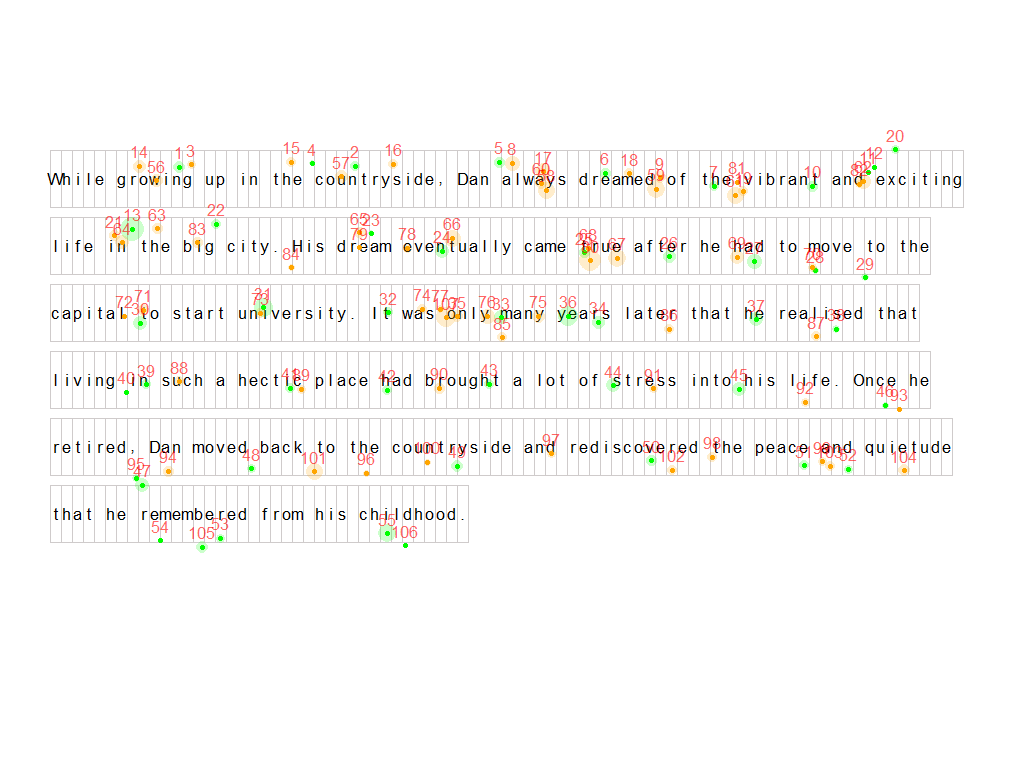 While growing up in the countryside, Dan always dreamed of the vibrant and exciting
life in the big city. His dream eventually came true after he had to move to the
capital to start university. It was only many years later that he realised that
living in such a hectic place had brought a lot of stress into his life. Once he
retired, Dan moved back to the countryside and rediscovered the peace and quietude
that he remembered from his childhood.